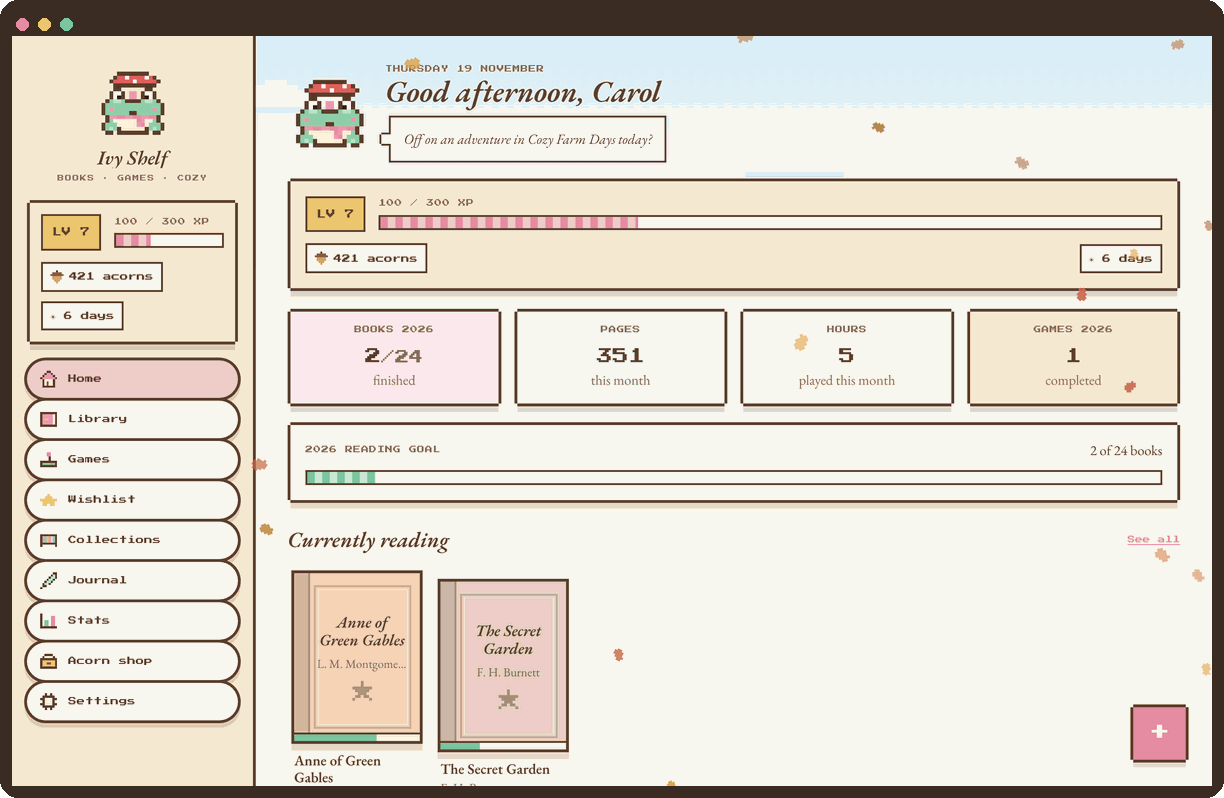 Ivy Shelf
BOOKS · GAMES · COZY
LV 7
100 / 300 XP
421 acorns
6 days
Home
Library
Games
Wishlist
Collections
Journal
Stats
Acorn shop
Settings
THURSDAY 19 NOVEMBER
Good afternoon, Carol
Off on an adventure in Cozy Farm Days today?
LV 7
100 / 300 XP
421 acorns
6 days
BOOKS 2026
2/24
finished
PAGES
351
this month
HOURS
5
played this month
GAMES 2026
1
completed
2026 READING GOAL
2 of 24 books
Currently reading
See all
Anne of
Green Gables
L. M. Montgome...
The Secret
Garden
F. H. Burnett
Anne of Green
Gables
The Secret Garden
+